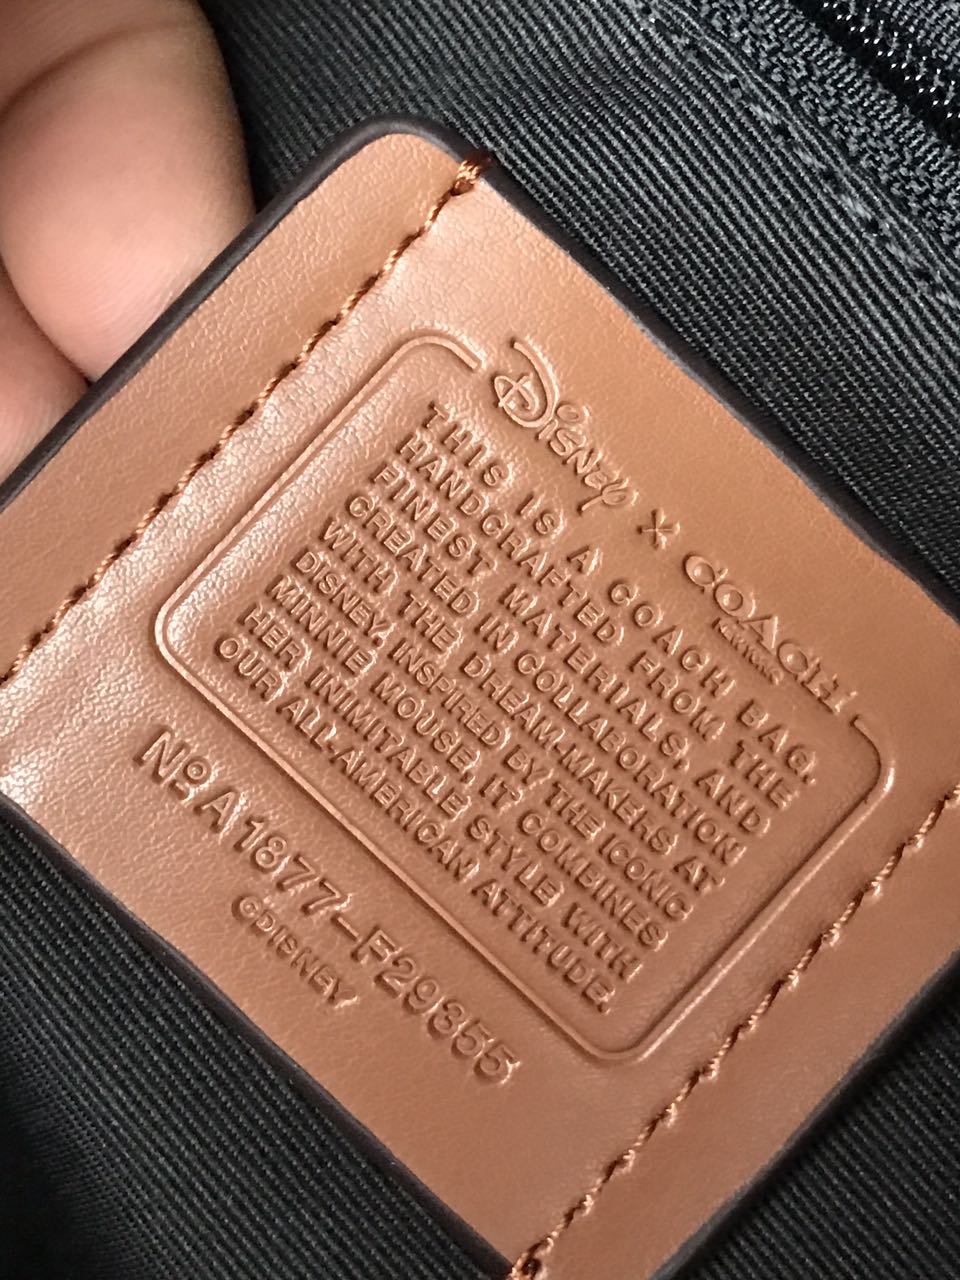 Disney × COACH
NEW YORK
THIS IS A COACH BAG.
HANDCRAFTED FROM THE
FINEST MATERIALS, AND
CREATED IN COLLABORATION
WITH THE DREAM-MAKERS AT
DISNEY. INSPIRED BY THE ICONIC
MINNIE MOUSE, IT COMBINES
HER INIMITABLE STYLE WITH
OUR ALL-AMERICAN ATTITUDE.
Nº A1877-F29355
©DISNEY